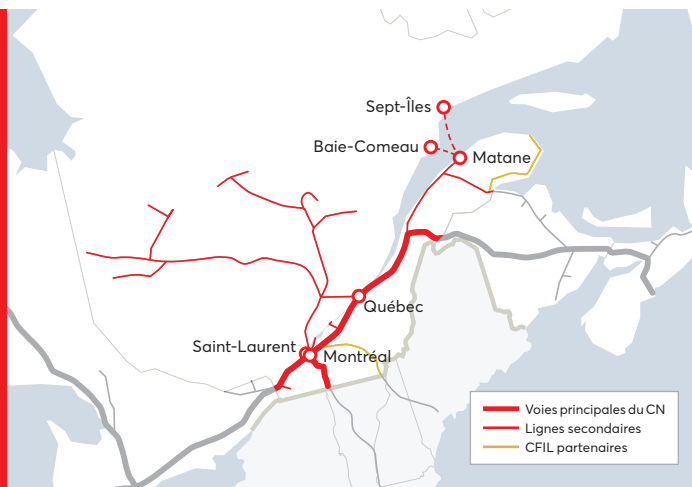 Sept-Îles
Baie-Comeau
Matane
Québec
Saint-Laurent
Montréal
Voies principales du CN
Lignes secondaires
CFIL partenaires